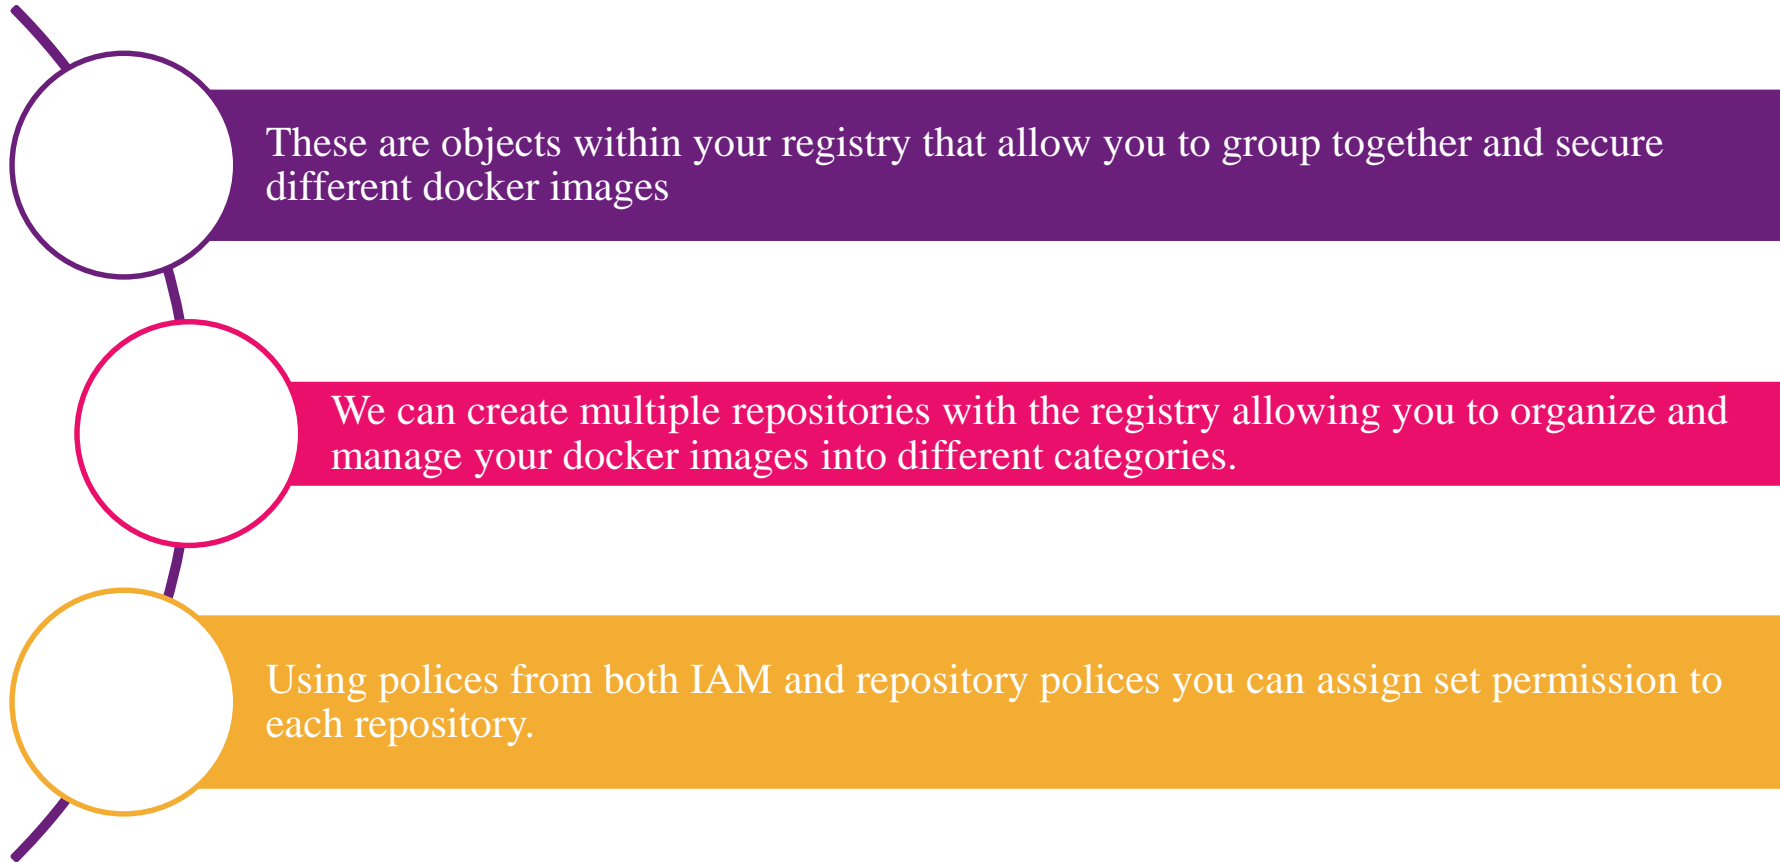 These are objects within your registry that allow you to group together and secure
different docker images
We can create multiple repositories with the registry allowing you to organize and
manage your docker images into different categories.
Using polices from both IAM and repository polices you can assign set permission to
each repository.